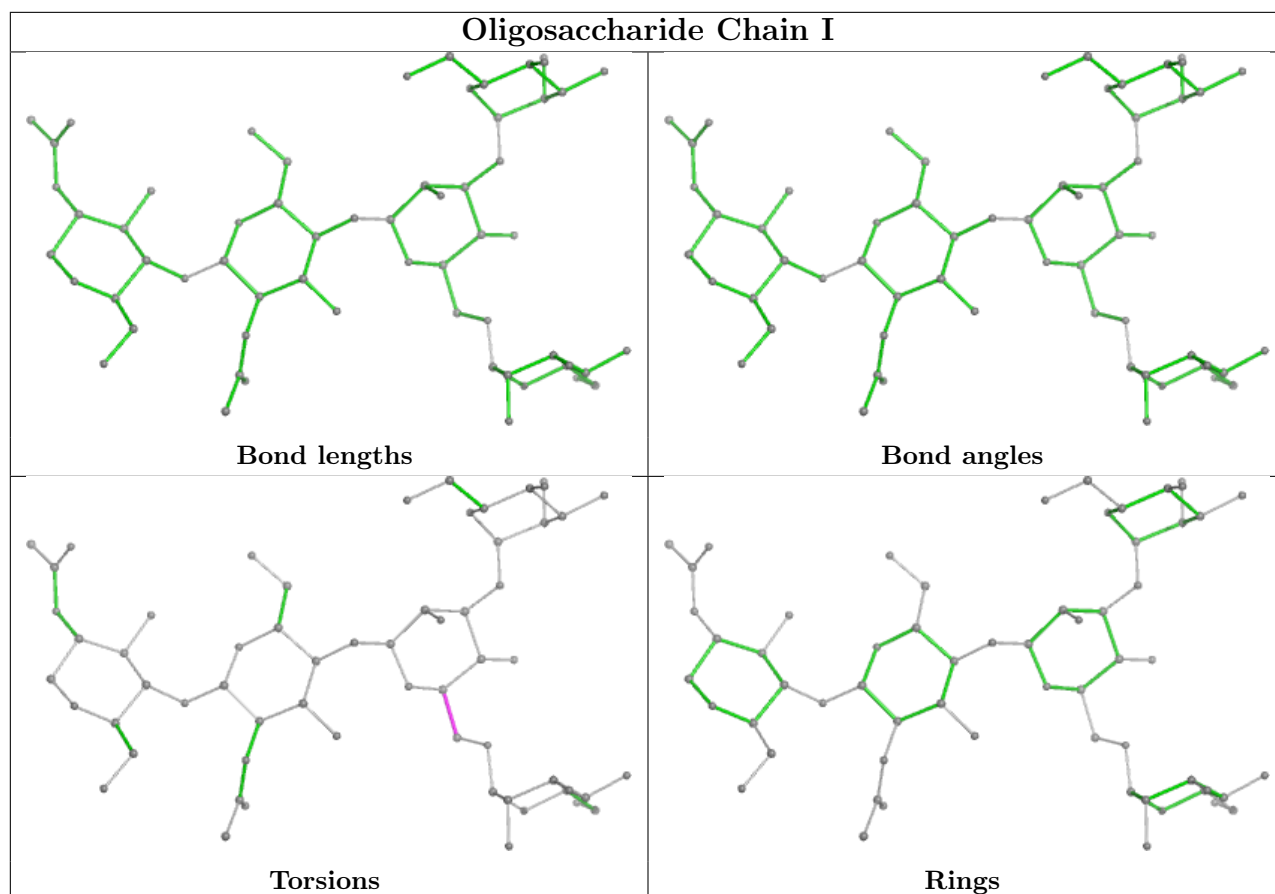 Oligosaccharide Chain I
Bond lengths
Bond angles
Torsions
Rings